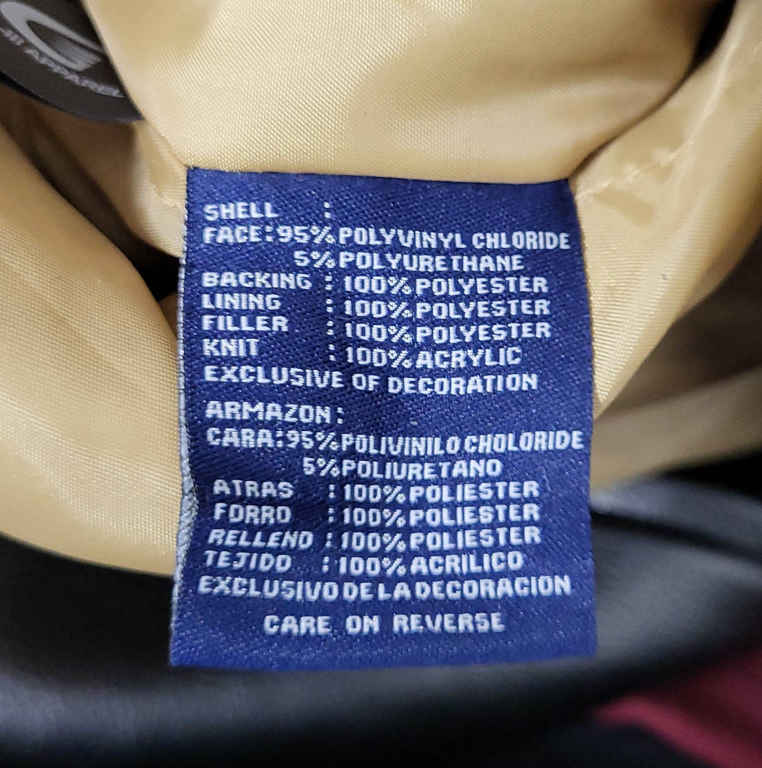 -III APPAREL
SHELL :
FACE:95%POLYVINYL CHLORIDE
5%POLYURETHANE
BACKING :100%POLYESTER
LINING :100%POLYESTER
FILLER :100%POLYESTER
KNIT :100%ACRYLIC
EXCLUSIVE OF DECORATION
ARMAZON:
CARA:95%POLIVINILO CHOLORIDE
5%POLIURETANO
ATRAS :100%POLIESTER
FORRO :100%POLIESTER
RELLENO :100%POLIESTER
TEJIDO :100%ACRILICO
EXCLUSIVO DE LA DECORACION
CARE ON REVERSE